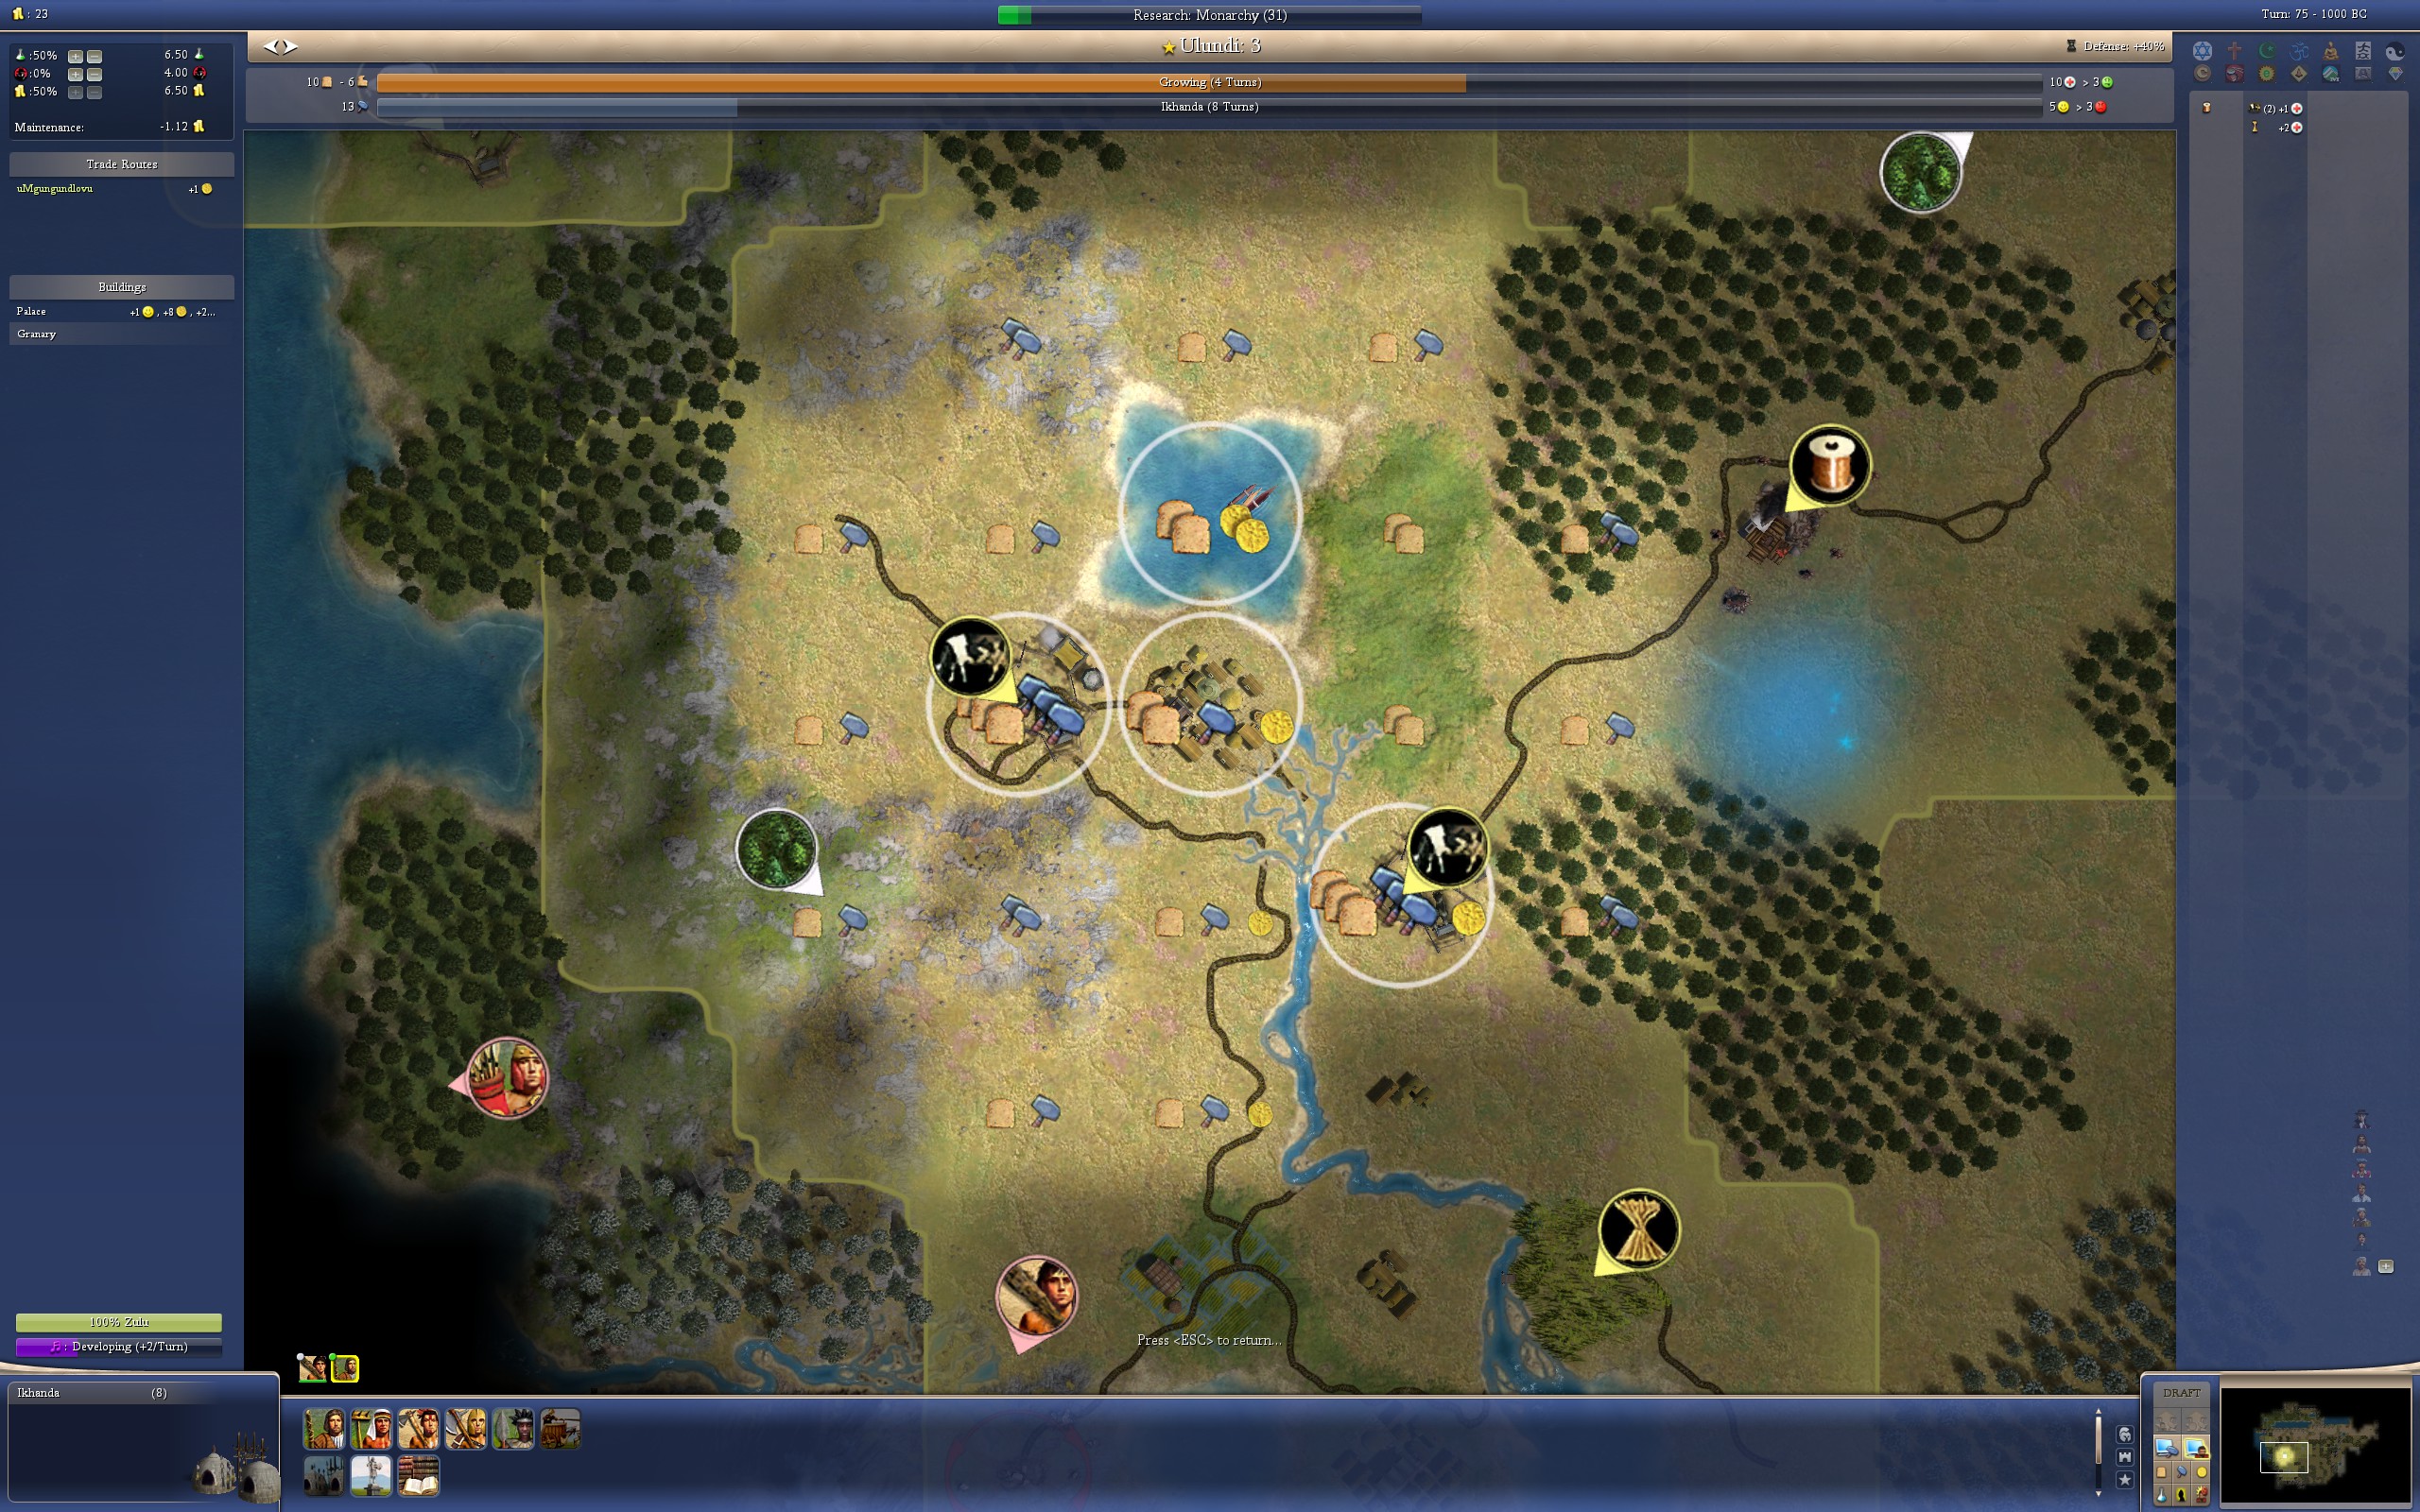 : 23
Research: Monarchy (31)
Turn: 75 - 1000 BC
:50% 6.50
:0% 4.00
:50% 6.50
Maintenance: -1.12
Ulundi: 3
Defense: +40%
10 - 6
Growing (4 Turns)
10 > 3
13
Ikhanda (8 Turns)
5 > 3
(2) +1
+2
Trade Routes
uMgungundlovu +1
Buildings
Palace +1 , +8 , +2...
Granary
100% Zulu
: Developing (+2/Turn)
Press <ESC> to return...
Ikhanda (8)
DRAFT